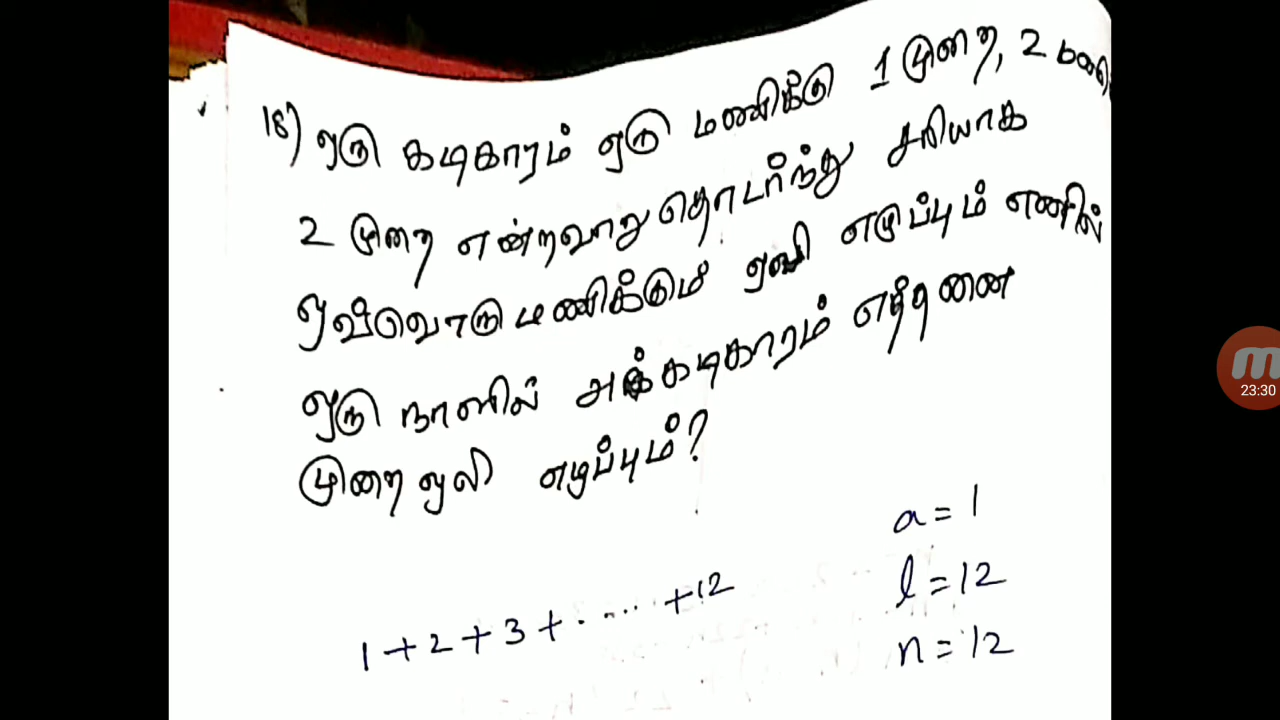 18) ஒரு கடிகாரம் ஒரு மணிக்கு 1 முறை, 2 மணி
2 முறை என்றவாறு தொடர்ந்து சரியாக
ஒவ்வொரு மணிக்கும் ஒலி எழுப்பும் எனில்
ஒரு நாளில் அக்கடிகாரம் எத்தனை
முறை ஒலி எழுப்பும்?
a = 1
l = 12
n = 12
1 + 2 + 3 + ..... + 12
23:30